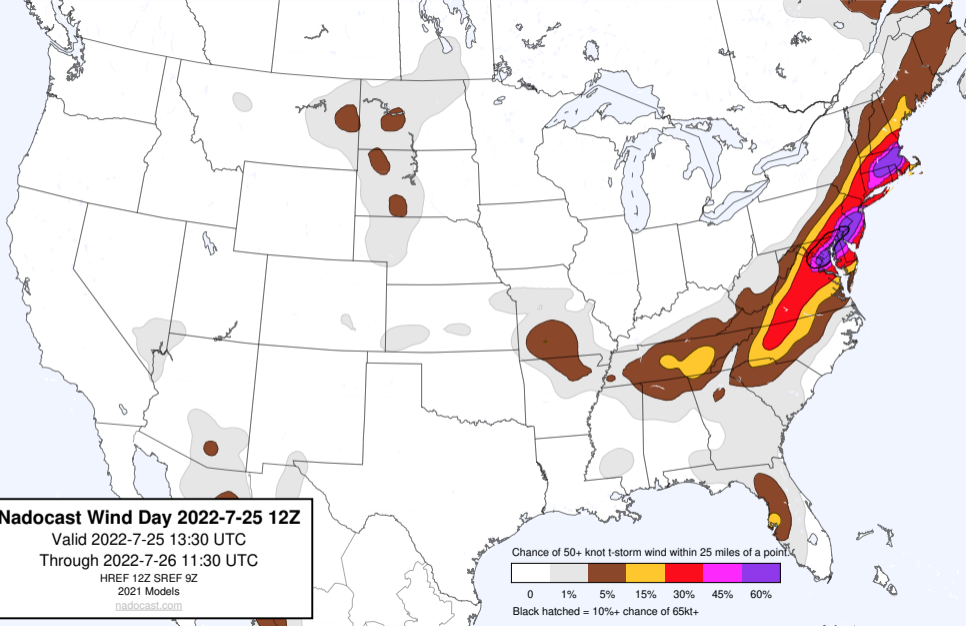 Nadocast Wind Day 2022-7-25 12Z
Valid 2022-7-25 13:30 UTC
Through 2022-7-26 11:30 UTC
HREF 12Z SREF 9Z
2021 Models
nadocast.com
Chance of 50+ knot t-storm wind within 25 miles of a point.
0 1% 5% 15% 30% 45% 60%
Black hatched = 10%+ chance of 65kt+